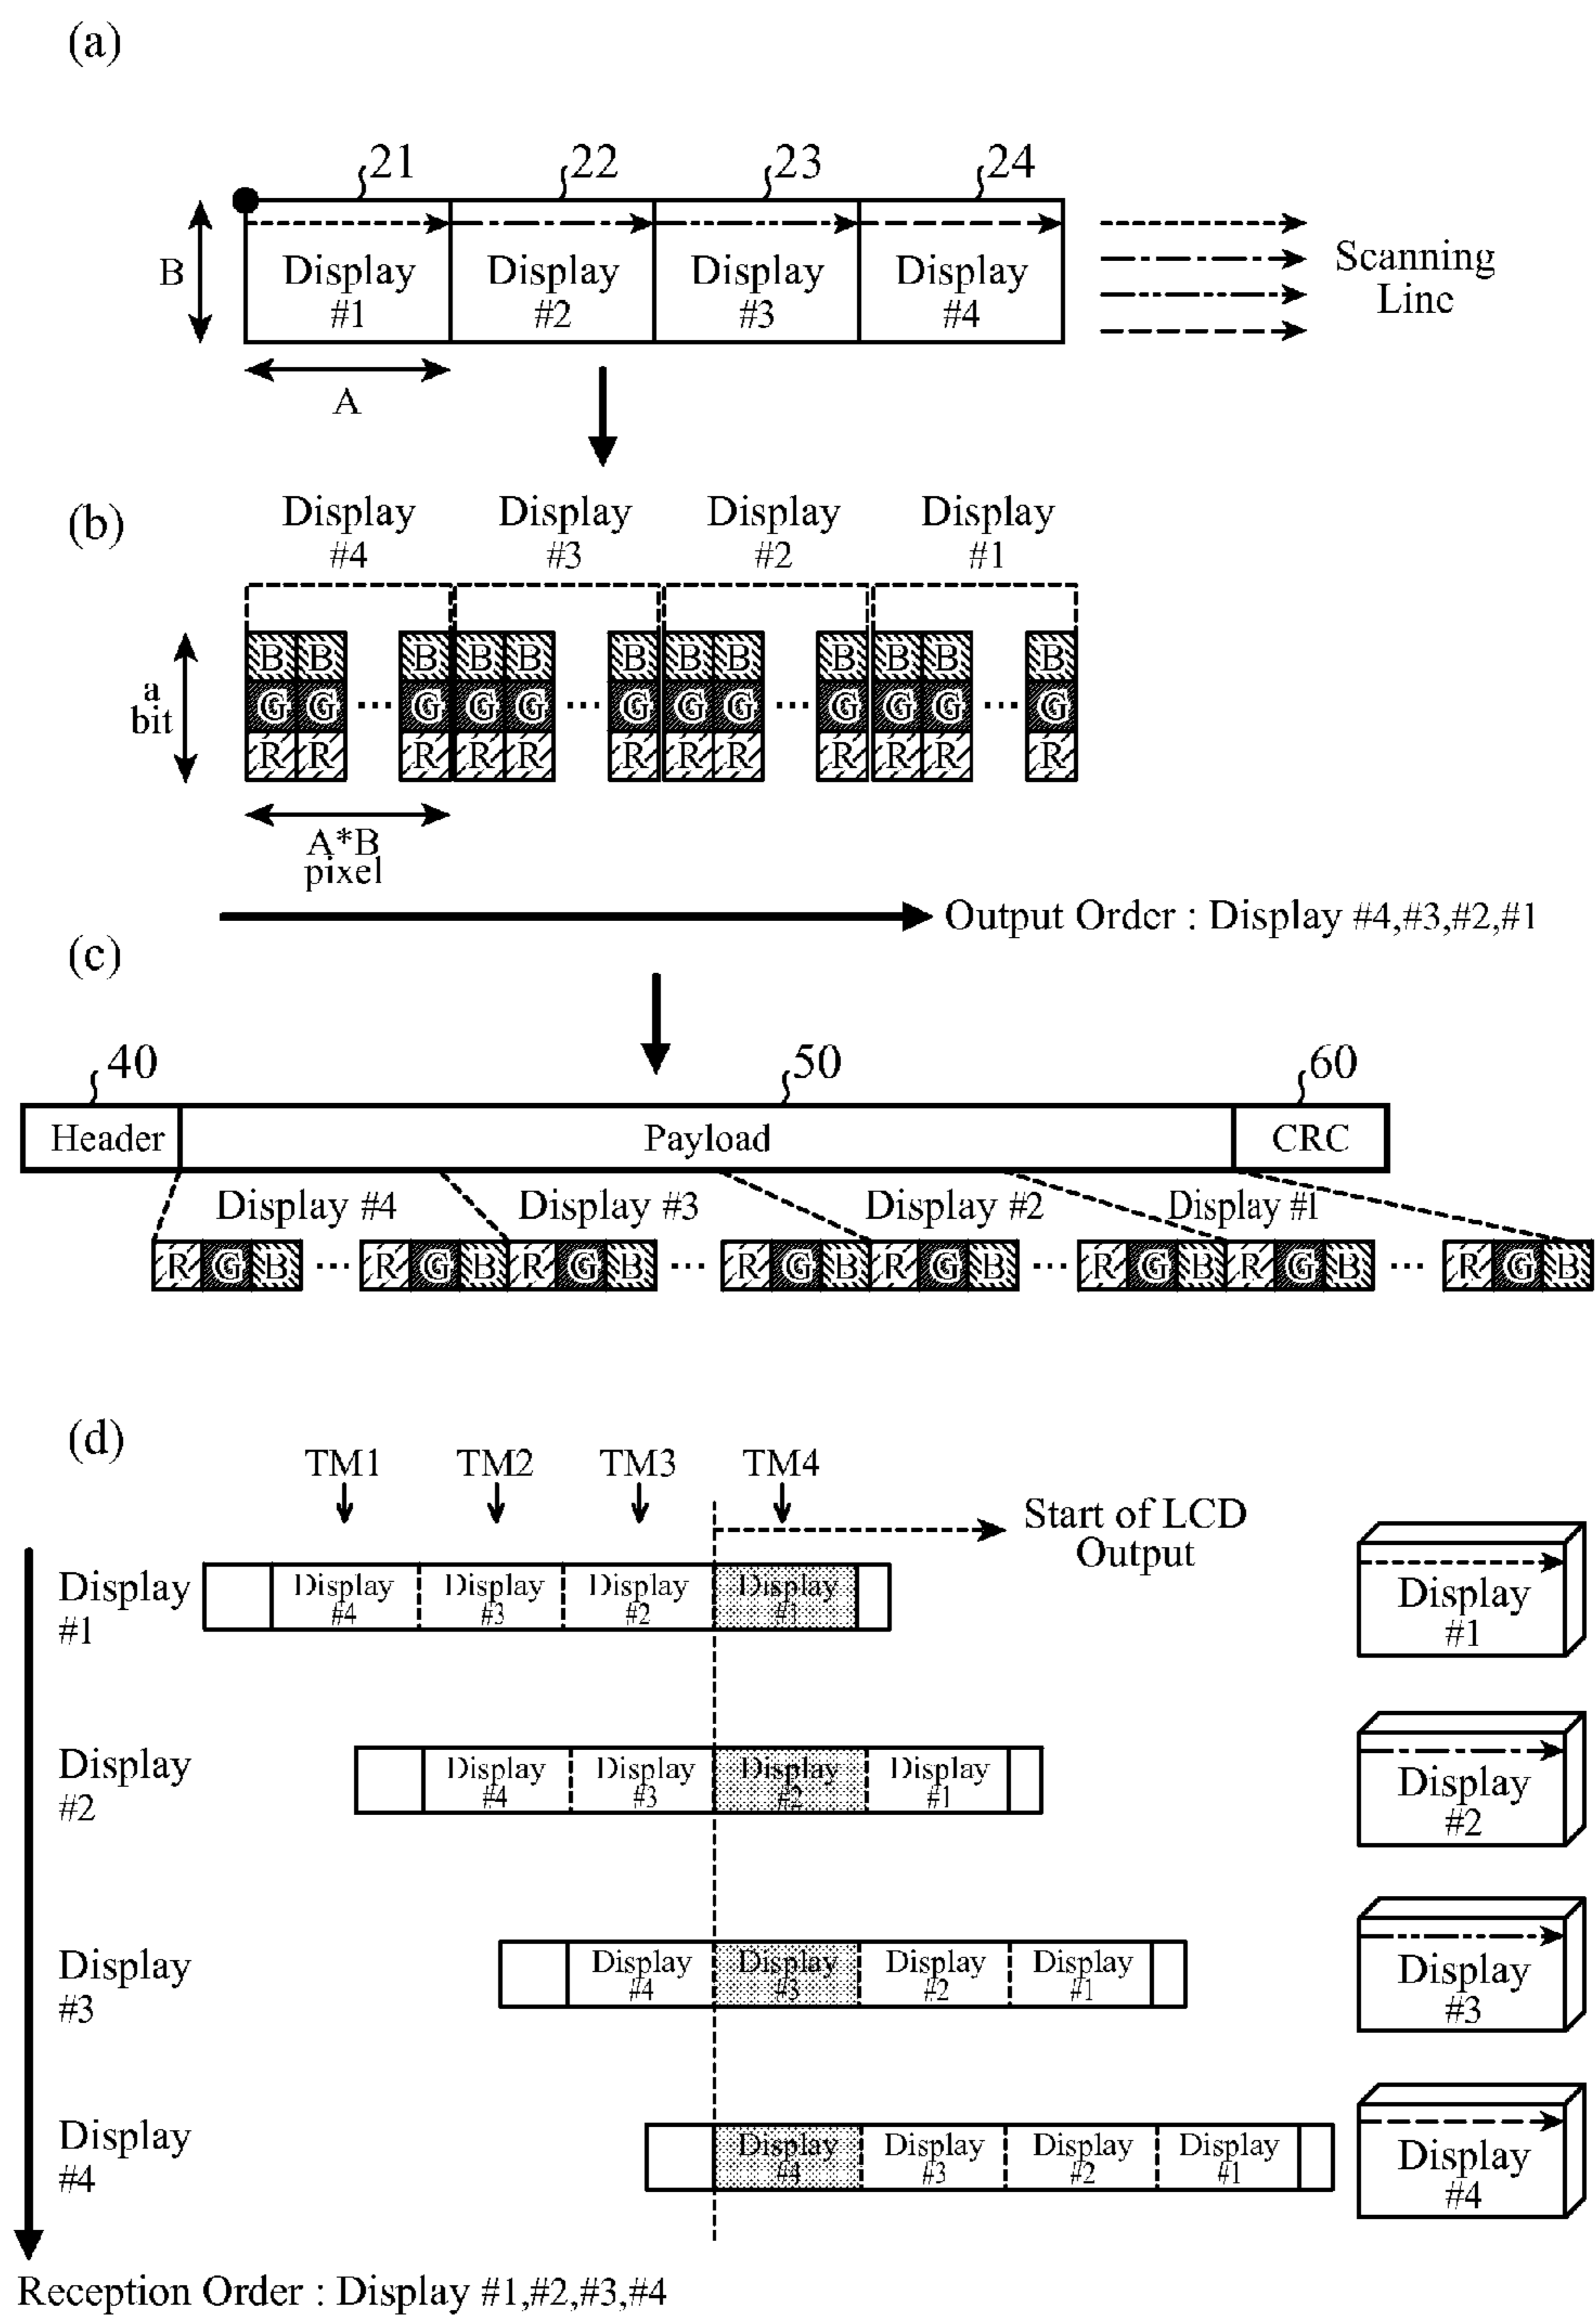 (a)
21 22 23 24
B
Display Display Display Display
#1 #2 #3 #4
Scanning
Line
A
(b)
Display Display Display Display
#4 #3 #2 #1
B B B B B B B B B B B B
a
bit
G G ... G G G ... G G G ... G G G ... G
R R R R R R R R R R R R
A*B
pixel
Output Order : Display #4,#3,#2,#1
(c)
40 50 60
Header Payload CRC
Display #4 Display #3 Display #2 Display #1
R G B ... R G B R G B ... R G B R G B ... R G B R G B ... R G B
(d)
TM1 TM2 TM3 TM4
Start of LCD
Output
Display
#1
Display Display Display Display
#4 #3 #2 #1
Display
#1
Display
#2
Display Display Display Display
#4 #3 #2 #1
Display
#2
Display
#3
Display Display Display Display
#4 #3 #2 #1
Display
#3
Display
#4
Display Display Display Display
#4 #3 #2 #1
Display
#4
Reception Order : Display #1,#2,#3,#4